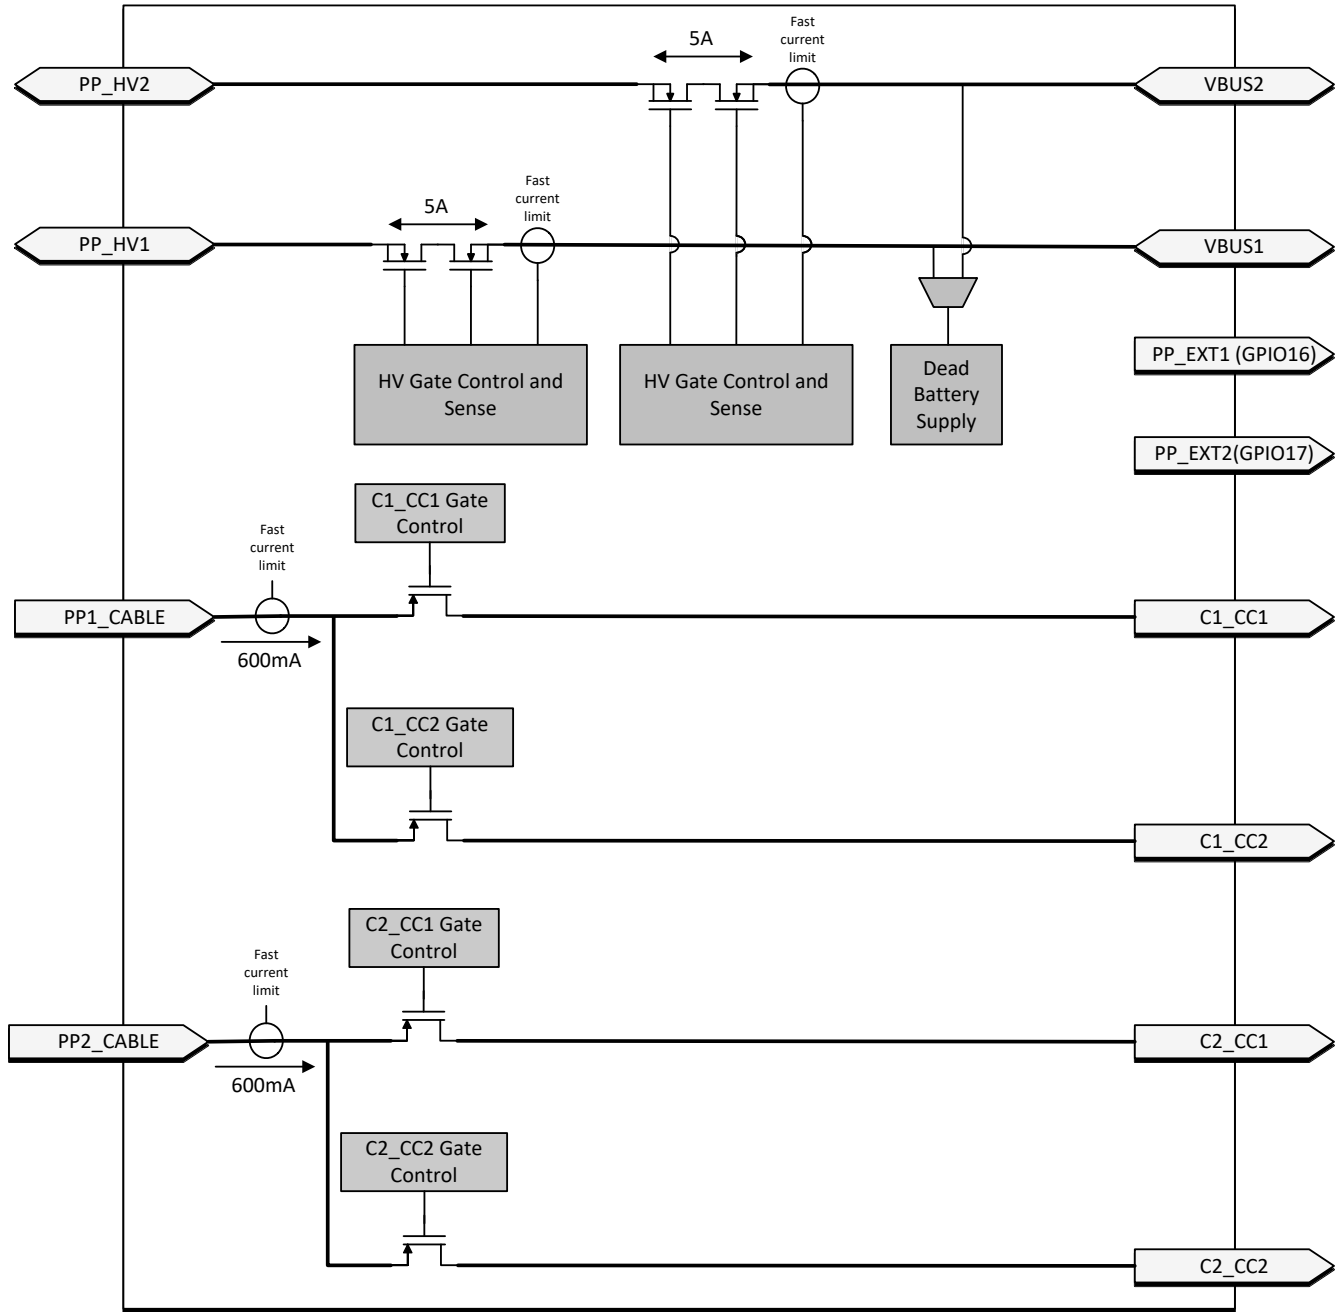 Fast
current
limit
5A
PP_HV2
VBUS2
Fast
current
limit
5A
PP_HV1
VBUS1
PP_EXT1 (GPIO16)
HV Gate Control and
Sense
HV Gate Control and
Sense
Dead
Battery
Supply
PP_EXT2(GPIO17)
C1_CC1 Gate
Control
Fast
current
limit
PP1_CABLE
C1_CC1
600mA
C1_CC2 Gate
Control
C1_CC2
C2_CC1 Gate
Control
Fast
current
limit
PP2_CABLE
C2_CC1
600mA
C2_CC2 Gate
Control
C2_CC2